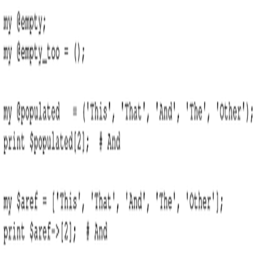 my @empty;
my @empty_too = ();
my @populated = ('This', 'That', 'And', 'The', 'Other');
print $populated[2]; # And
my $aref = ['This', 'That', 'And', 'The', 'Other'];
print $aref->[2]; # And